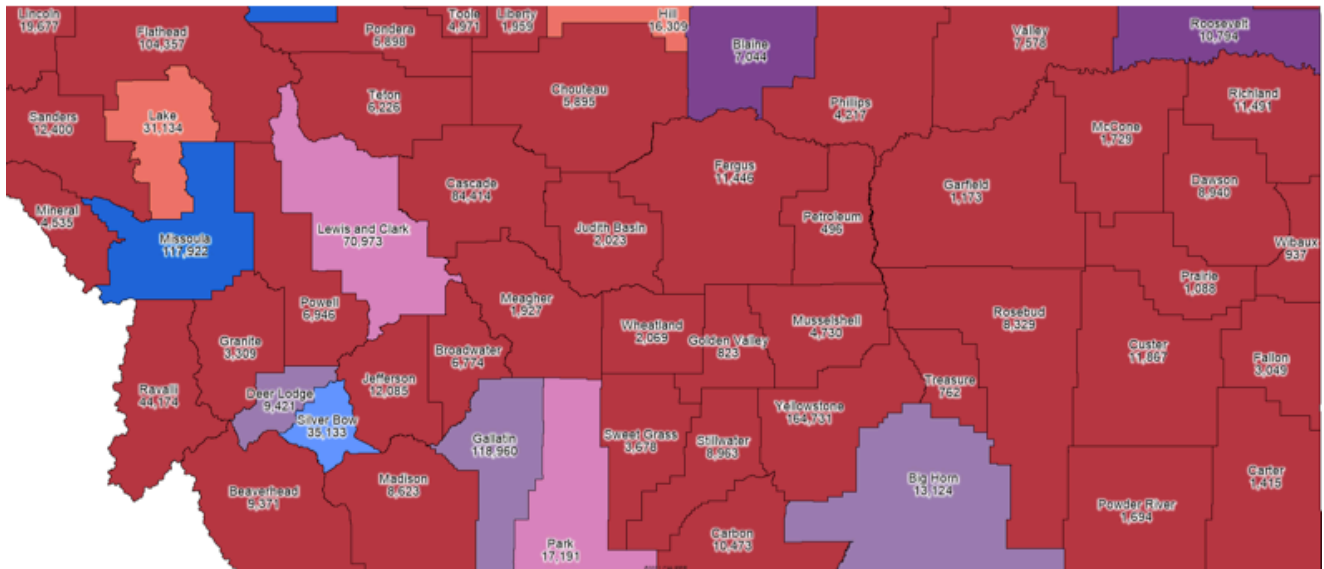 Lincoln
19,677
Flathead
104,357
Pondera
5,898
Toole
4,971
Liberty
1,959
Hill
16,309
Blaine
7,044
Valley
7,578
Roosevelt
10,794
Sanders
12,400
Lake
31,134
Teton
6,226
Chouteau
5,895
Phillips
4,217
McCone
1,729
Richland
11,491
Mineral
4,535
Missoula
117,922
Lewis and Clark
70,973
Cascade
84,414
Judith Basin
2,023
Fergus
11,446
Petroleum
496
Garfield
1,173
Dawson
8,940
Wibaux
937
Prairie
1,088
Granite
3,309
Powell
6,946
Meagher
1,927
Wheatland
2,069
Golden Valley
823
Musselshell
4,730
Rosebud
8,329
Custer
11,867
Fallon
3,049
Ravalli
44,174
Deer Lodge
9,421
Silver Bow
35,133
Jefferson
12,085
Broadwater
6,774
Treasure
762
Yellowstone
164,731
Gallatin
118,960
Sweet Grass
3,678
Stillwater
8,963
Beaverhead
9,371
Madison
8,623
Big Horn
13,124
Powder River
1,694
Carter
1,415
Park
17,191
Carbon
10,473